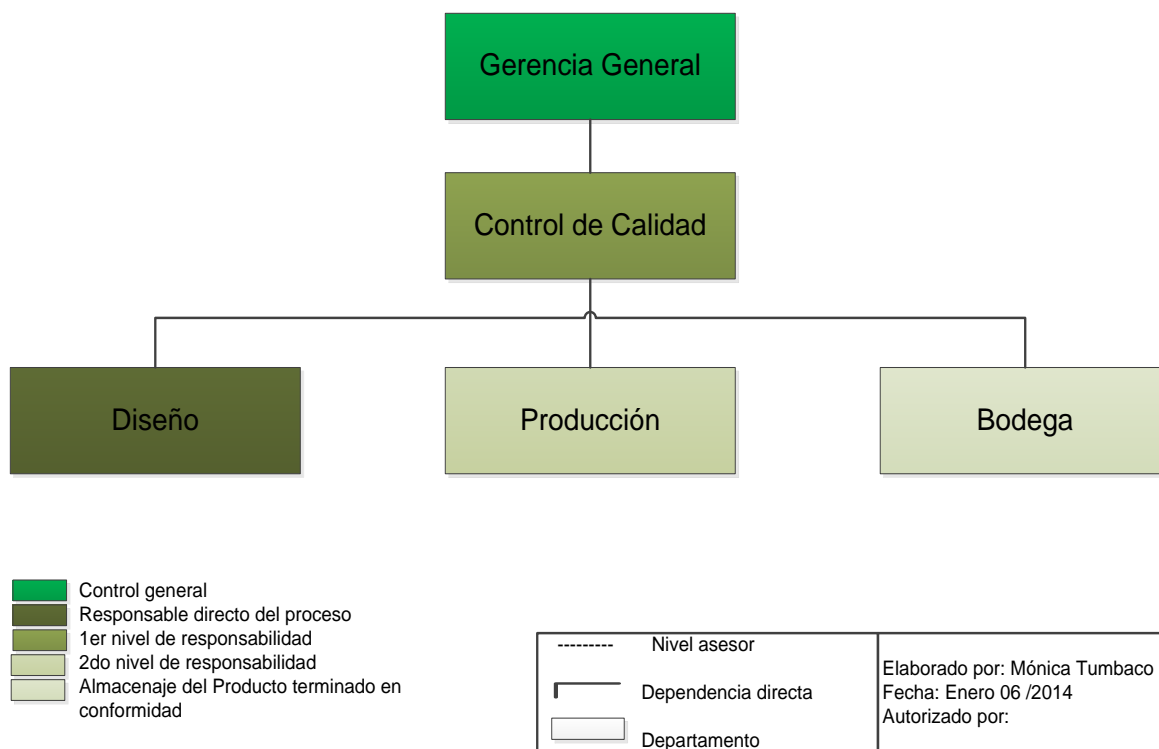 Gerencia General
Control de Calidad
Diseño
Producción
Bodega
Control general
Responsable directo del proceso
1er nivel de responsabilidad
2do nivel de responsabilidad
Almacenaje del Producto terminado en
conformidad
Nivel asesor
Dependencia directa
Departamento
Elaborado por: Mónica Tumbaco
Fecha: Enero 06 /2014
Autorizado por: